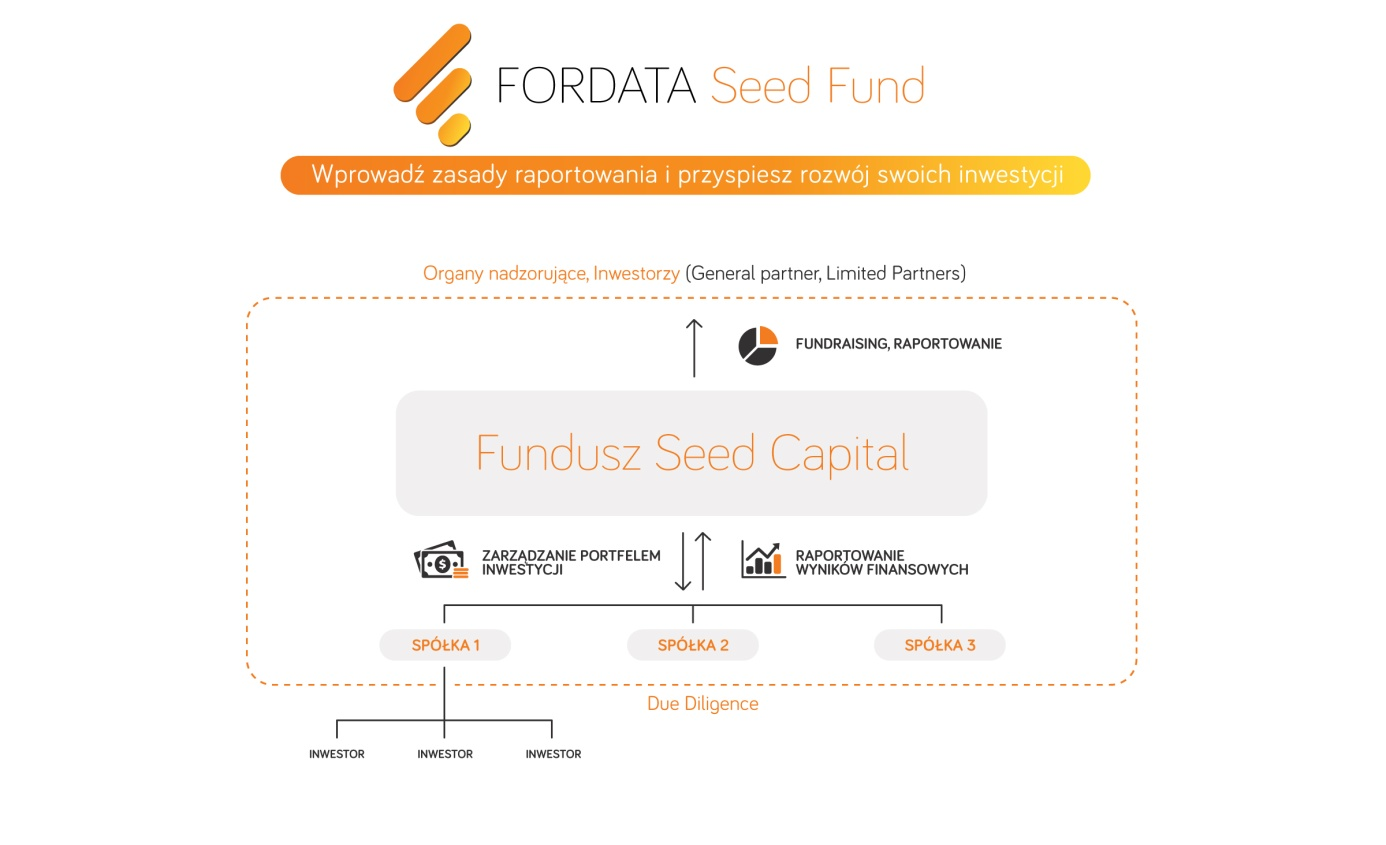 FORDATA Seed Fund
Wprowadź zasady raportowania i przyspiesz rozwój swoich inwestycji
Organy nadzorujące, Inwestorzy (General partner, Limited Partners)
FUNDRAISING, RAPORTOWANIE
Fundusz Seed Capital
ZARZĄDZANIE PORTFELEM
INWESTYCJI
RAPORTOWANIE
WYNIKÓW FINANSOWYCH
SPÓŁKA 1
SPÓŁKA 2
SPÓŁKA 3
Due Diligence
INWESTOR
INWESTOR
INWESTOR